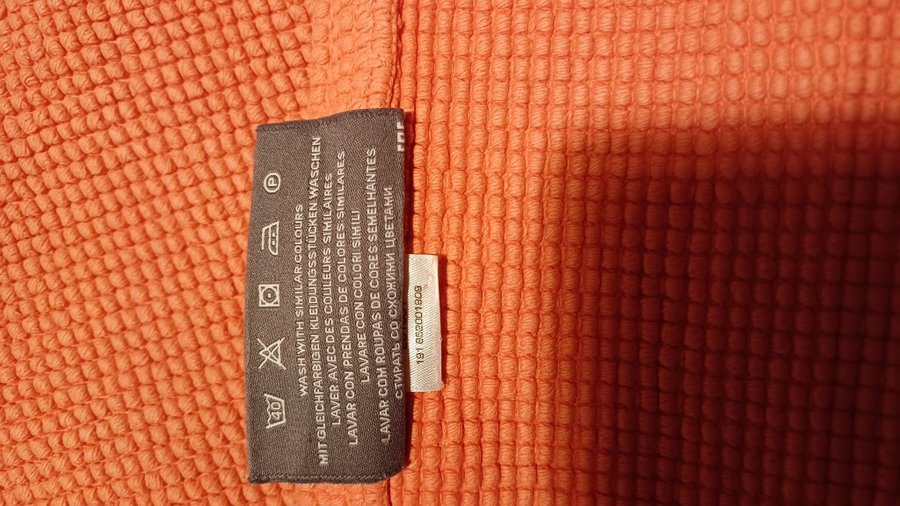 40 P
WASH WITH SIMILAR COLOURS
MIT GLEICHFARBIGEN KLEIDUNGSSTÜCKEN WASCHEN
LAVER AVEC DES COULEURS SIMILAIRES
LAVAR CON PRENDAS DE COLORES SIMILARES
LAVARE CON COLORI SIMILI
LAVAR COM ROUPAS DE CORES SEMELHANTES
СТИРАТЬ СО СХОЖИМИ ЦВЕТАМИ
191 852001909